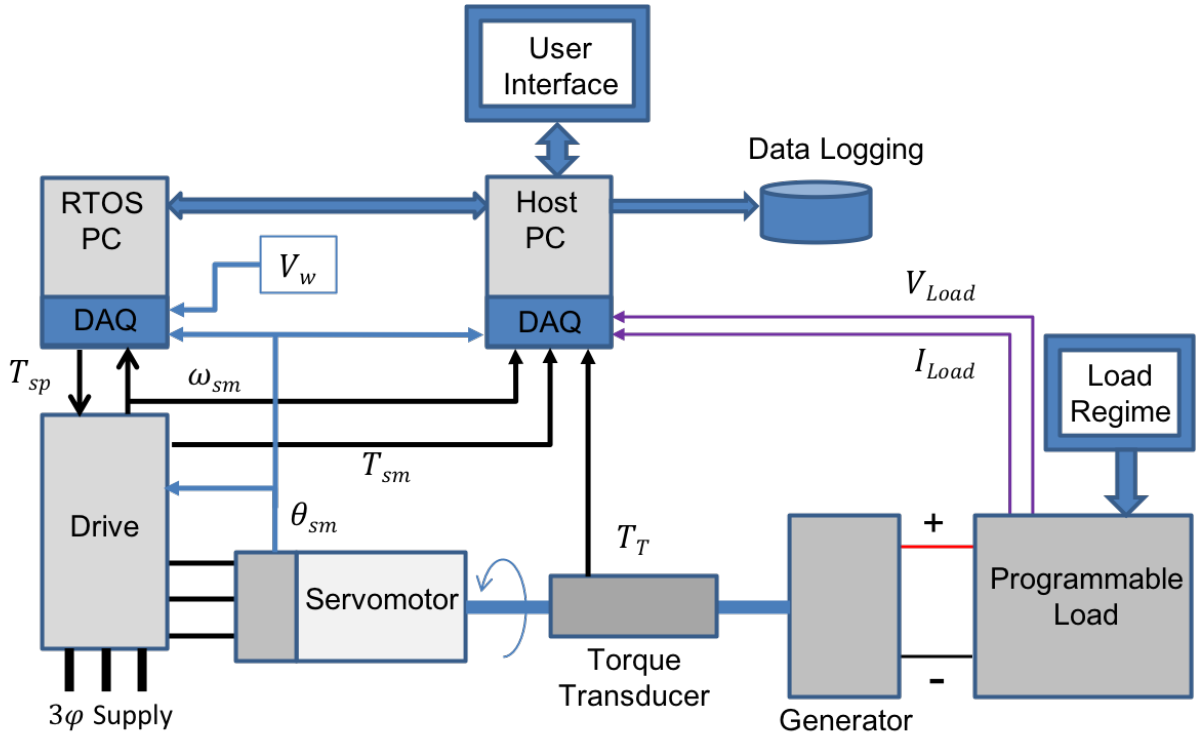 User
Interface
Data Logging
RTOS
PC
Host
PC
V_w
DAQ
DAQ
V_Load
I_Load
T_sp
ω_sm
Load
Regime
T_sm
Drive
θ_sm
T_T
+
Servomotor
Programmable
Load
Torque
Transducer
-
Generator
3φ Supply